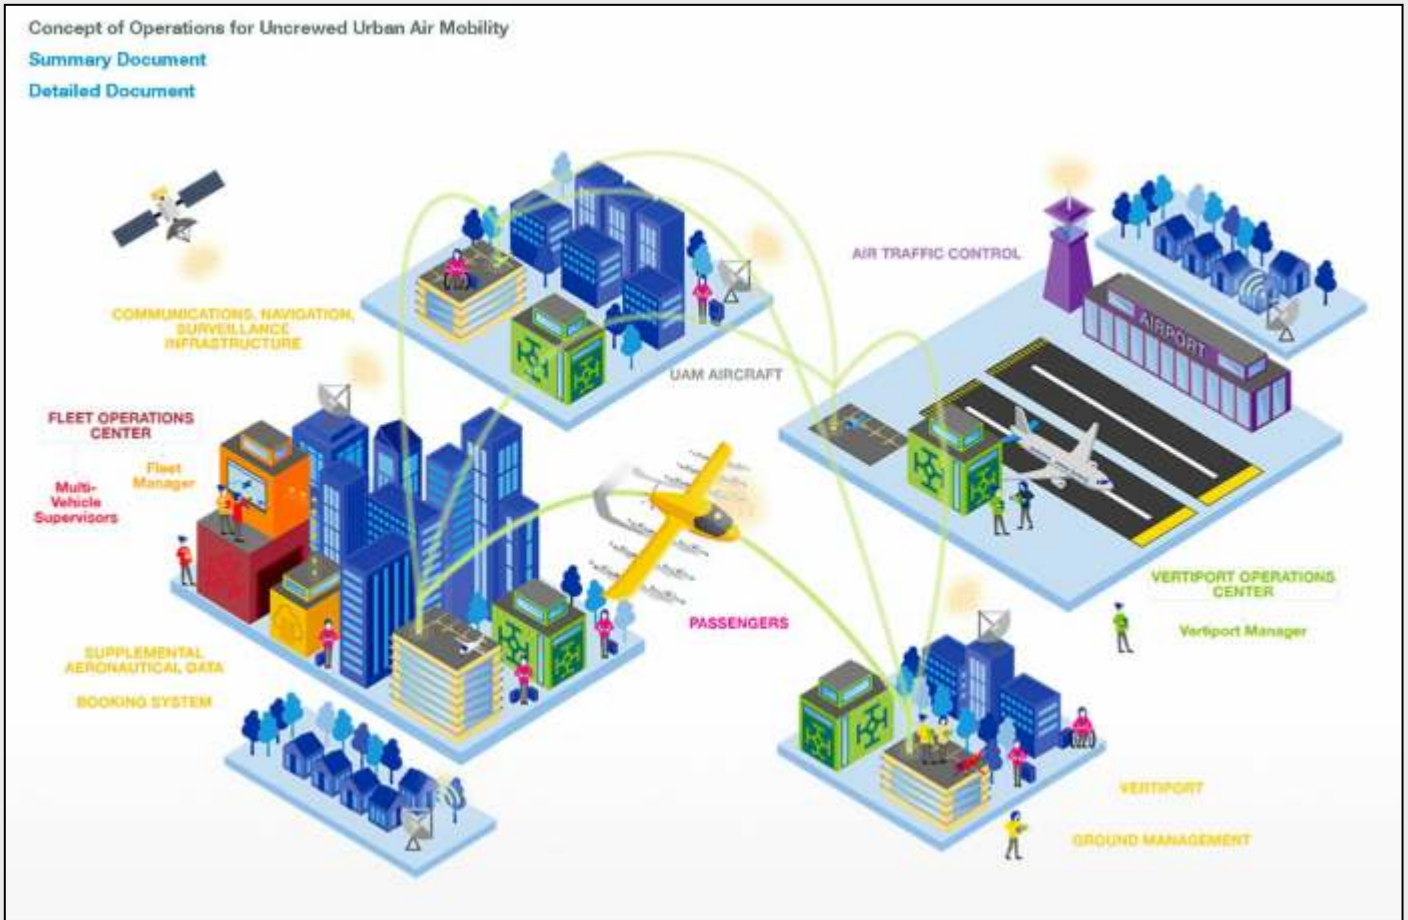 Concept of Operations for Uncrewed Urban Air Mobility
Summary Document
Detailed Document
AIR TRAFFIC CONTROL
COMMUNICATIONS, NAVIGATION,
SURVEILLANCE
INFRASTRUCTURE
AIRPORT
UAM AIRCRAFT
FLEET OPERATIONS
CENTER
Fleet
Manager
Multi-
Vehicle
Supervisors
VERTIPORT OPERATIONS
CENTER
PASSENGERS
Vertiport Manager
SUPPLEMENTAL
AERONAUTICAL DATA
BOOKING SYSTEM
VERTIPORT
GROUND MANAGEMENT